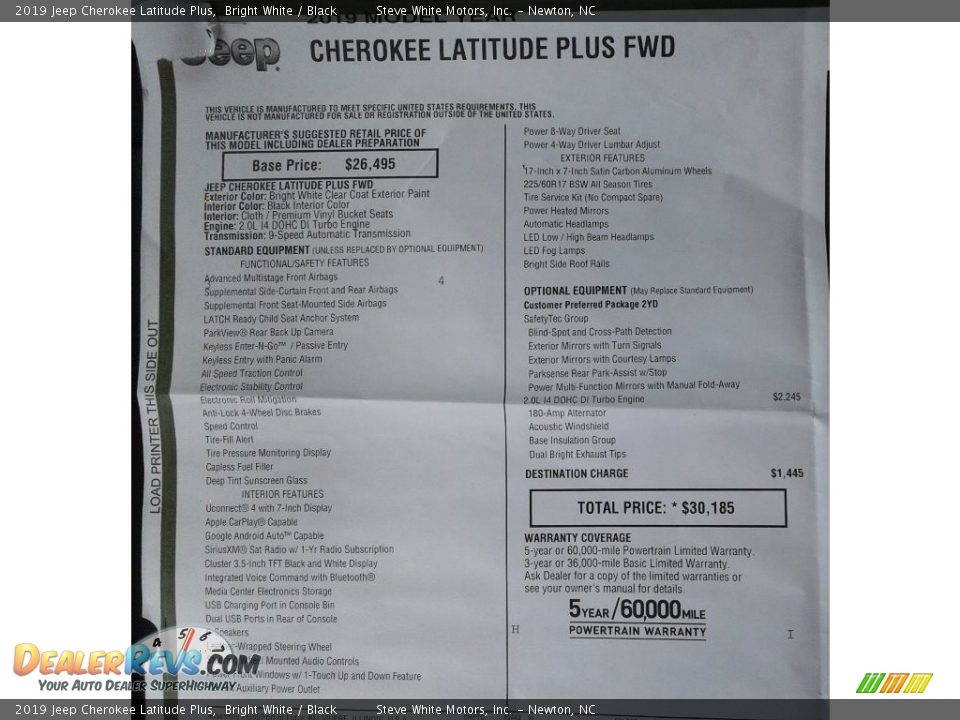 2019 Jeep Cherokee Latitude Plus, Bright White / Black Steve White Motors, Inc. – Newton, NC
2019 MODEL YEAR
Jeep
CHEROKEE LATITUDE PLUS FWD
THIS VEHICLE IS MANUFACTURED TO MEET SPECIFIC UNITED STATES REQUIREMENTS. THIS
VEHICLE IS NOT MANUFACTURED FOR SALE OR REGISTRATION OUTSIDE OF THE UNITED STATES.
MANUFACTURER'S SUGGESTED RETAIL PRICE OF
THIS MODEL INCLUDING DEALER PREPARATION
Base Price: $26,495
JEEP CHEROKEE LATITUDE PLUS FWD
Exterior Color: Bright White Clear Coat Exterior Paint
Interior Color: Black Interior Color
Interior: Cloth / Premium Vinyl Bucket Seats
Engine: 2.0L I4 DOHC DI Turbo Engine
Transmission: 9-Speed Automatic Transmission
STANDARD EQUIPMENT (UNLESS REPLACED BY OPTIONAL EQUIPMENT)
FUNCTIONAL/SAFETY FEATURES
Advanced Multistage Front Airbags
4
Supplemental Side-Curtain Front and Rear Airbags
Supplemental Front Seat-Mounted Side Airbags
LATCH Ready Child Seat Anchor System
ParkView® Rear Back Up Camera
Keyless Enter-N-Go™ / Passive Entry
Keyless Entry with Panic Alarm
All Speed Traction Control
Electronic Stability Control
Electronic Roll Mitigation
Anti-Lock 4-Wheel Disc Brakes
Speed Control
Tire-Fill Alert
Tire Pressure Monitoring Display
Capless Fuel Filler
Deep Tint Sunscreen Glass
INTERIOR FEATURES
Uconnect® 4 with 7-Inch Display
Apple CarPlay® Capable
Google Android Auto™ Capable
SiriusXM® Sat Radio w/ 1-Yr Radio Subscription
Cluster 3.5-Inch TFT Black and White Display
Integrated Voice Command with Bluetooth®
Media Center Electronics Storage
USB Charging Port in Console Bin
Dual USB Ports in Rear of Console
Speakers
-Wrapped Steering Wheel
Mounted Audio Controls
Windows w/ 1-Touch Up and Down Feature
Auxiliary Power Outlet
LOAD PRINTER THIS SIDE OUT
Power 8-Way Driver Seat
Power 4-Way Driver Lumbar Adjust
EXTERIOR FEATURES
17-Inch x 7-Inch Satin Carbon Aluminum Wheels
225/60R17 BSW All Season Tires
Tire Service Kit (No Compact Spare)
Power Heated Mirrors
Automatic Headlamps
LED Low / High Beam Headlamps
LED Fog Lamps
Bright Side Roof Rails
OPTIONAL EQUIPMENT (May Replace Standard Equipment)
Customer Preferred Package 2YD
SafetyTec Group
Blind-Spot and Cross-Path Detection
Exterior Mirrors with Turn Signals
Exterior Mirrors with Courtesy Lamps
Parksense Rear Park-Assist w/Stop
Power Multi-Function Mirrors with Manual Fold-Away
2.0L I4 DOHC DI Turbo Engine $2,245
180-Amp Alternator
Acoustic Windshield
Base Insulation Group
Dual Bright Exhaust Tips
DESTINATION CHARGE $1,445
TOTAL PRICE: * $30,185
WARRANTY COVERAGE
5-year or 60,000-mile Powertrain Limited Warranty.
3-year or 36,000-mile Basic Limited Warranty.
Ask Dealer for a copy of the limited warranties or
see your owner's manual for details.
5YEAR/60,000MILE
POWERTRAIN WARRANTY
H I
4 5 6
DealerRevs.com
Your Auto Dealer SuperHighway
2019 Jeep Cherokee Latitude Plus, Bright White / Black Steve White Motors, Inc. – Newton, NC